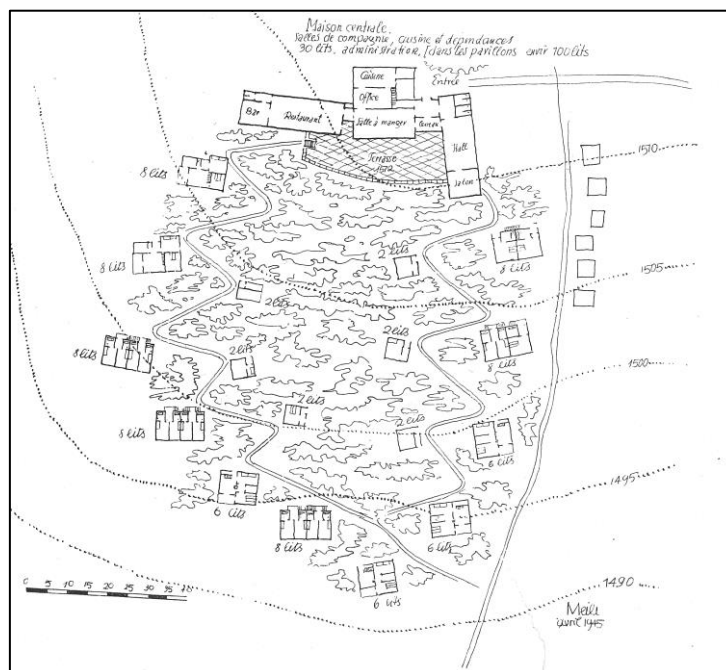 Maison centrale.
Salles de compagnie, cuisine et dependances
30 lits, administration. [dans les pavillons env. 100 lits
Cuisine
Entrée
Office
Bar
Restaurant
Salle à manger
Hall
Terrasse
1512
Salon
1510
8 lits
8 lits
2 lits
8 lits
1505
2 lits
8 lits
2 lits
2 lits
8 lits
1500
8 lits
2 lits
2 lits
8 lits
6 lits
1495
8 lits
6 lits
6 lits
1490
0 5 10 15 20 25 30 35
Meili
avril 1945